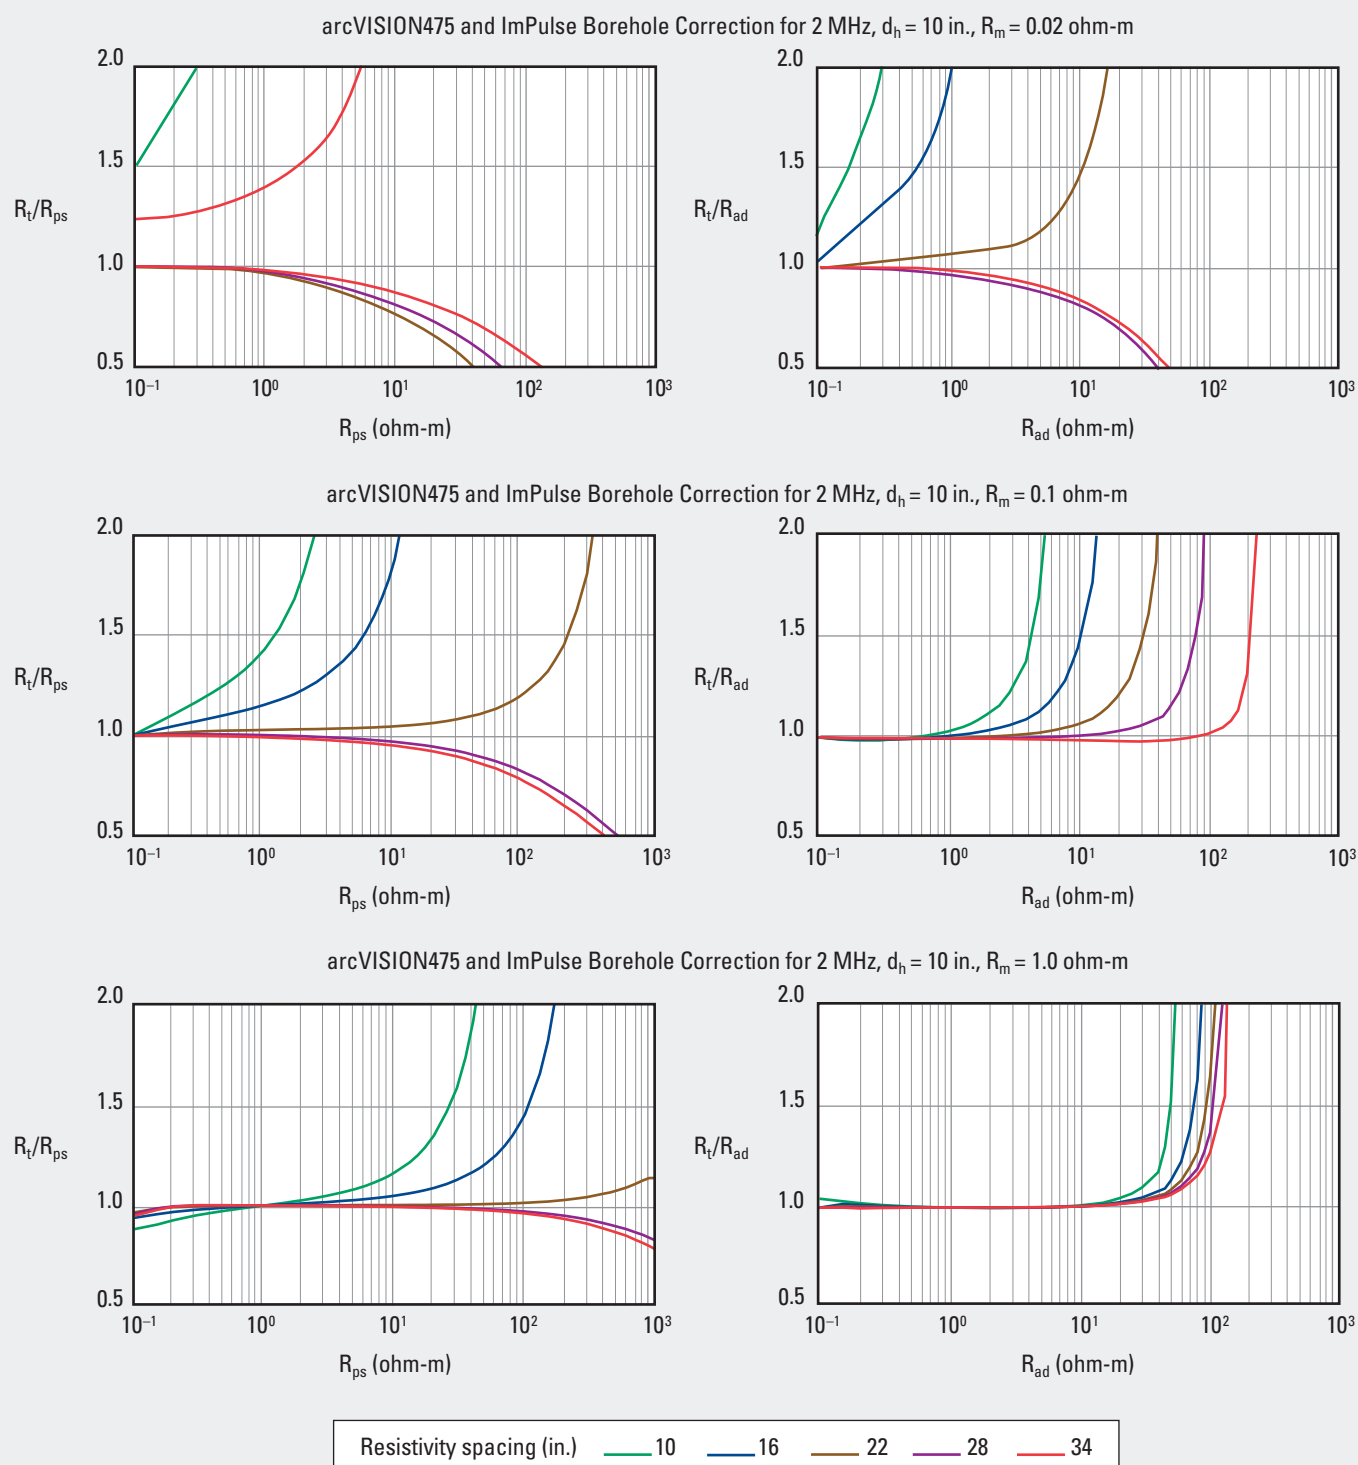 arcVISION475 and ImPulse Borehole Correction for 2 MHz, dh = 10 in., Rm = 0.02 ohm-m
2.0
1.5
1.0
0.5
Rt/Rps
10⁻¹ 10⁰ 10¹ 10² 10³
Rps (ohm-m)
2.0
1.5
1.0
0.5
Rt/Rad
10⁻¹ 10⁰ 10¹ 10² 10³
Rad (ohm-m)
arcVISION475 and ImPulse Borehole Correction for 2 MHz, dh = 10 in., Rm = 0.1 ohm-m
2.0
1.5
1.0
0.5
Rt/Rps
10⁻¹ 10⁰ 10¹ 10² 10³
Rps (ohm-m)
2.0
1.5
1.0
0.5
Rt/Rad
10⁻¹ 10⁰ 10¹ 10² 10³
Rad (ohm-m)
arcVISION475 and ImPulse Borehole Correction for 2 MHz, dh = 10 in., Rm = 1.0 ohm-m
2.0
1.5
1.0
0.5
Rt/Rps
10⁻¹ 10⁰ 10¹ 10² 10³
Rps (ohm-m)
2.0
1.5
1.0
0.5
Rt/Rad
10⁻¹ 10⁰ 10¹ 10² 10³
Rad (ohm-m)
Resistivity spacing (in.) 10 16 22 28 34